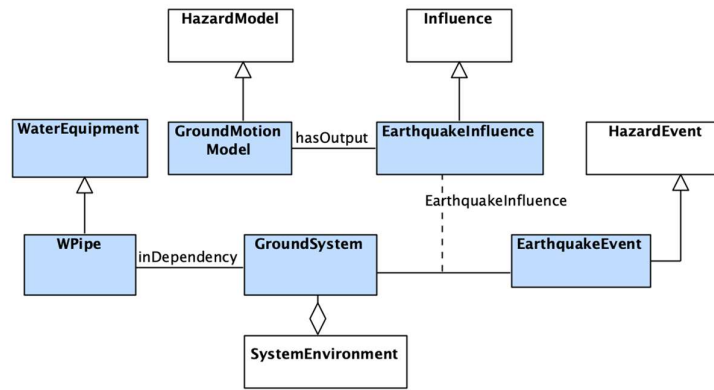 HazardModel
Influence
WaterEquipment
GroundMotion
Model
hasOutput
EarthquakeInfluence
HazardEvent
EarthquakeInfluence
WPipe
inDependency
GroundSystem
EarthquakeEvent
SystemEnvironment